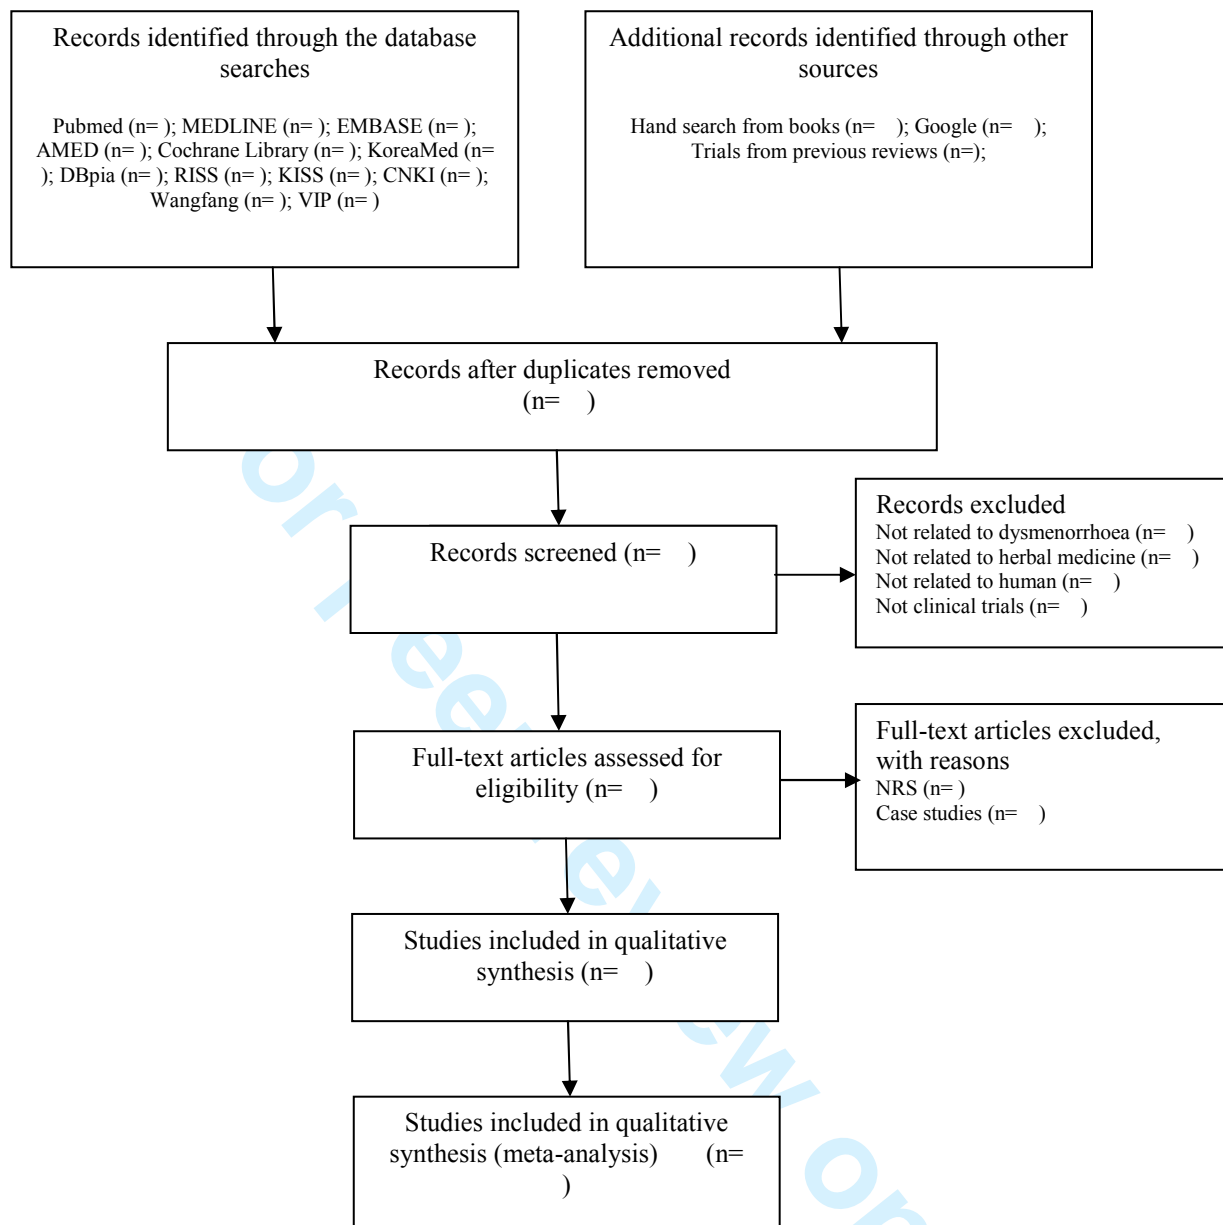 Records identified through the database
searches
Pubmed (n= ); MEDLINE (n= ); EMBASE (n= );
AMED (n= ); Cochrane Library (n= ); KoreaMed (n=
); DBpia (n= ); RISS (n= ); KISS (n= ); CNKI (n= );
Wangfang (n= ); VIP (n= )
Additional records identified through other
sources
Hand search from books (n= ); Google (n= );
Trials from previous reviews (n=);
Records after duplicates removed
(n= )
Records screened (n= )
Records excluded
Not related to dysmenorrhoea (n= )
Not related to herbal medicine (n= )
Not related to human (n= )
Not clinical trials (n= )
Full-text articles assessed for
eligibility (n= )
Full-text articles excluded,
with reasons
NRS (n= )
Case studies (n= )
Studies included in qualitative
synthesis (n= )
Studies included in qualitative
synthesis (meta-analysis) (n=
)